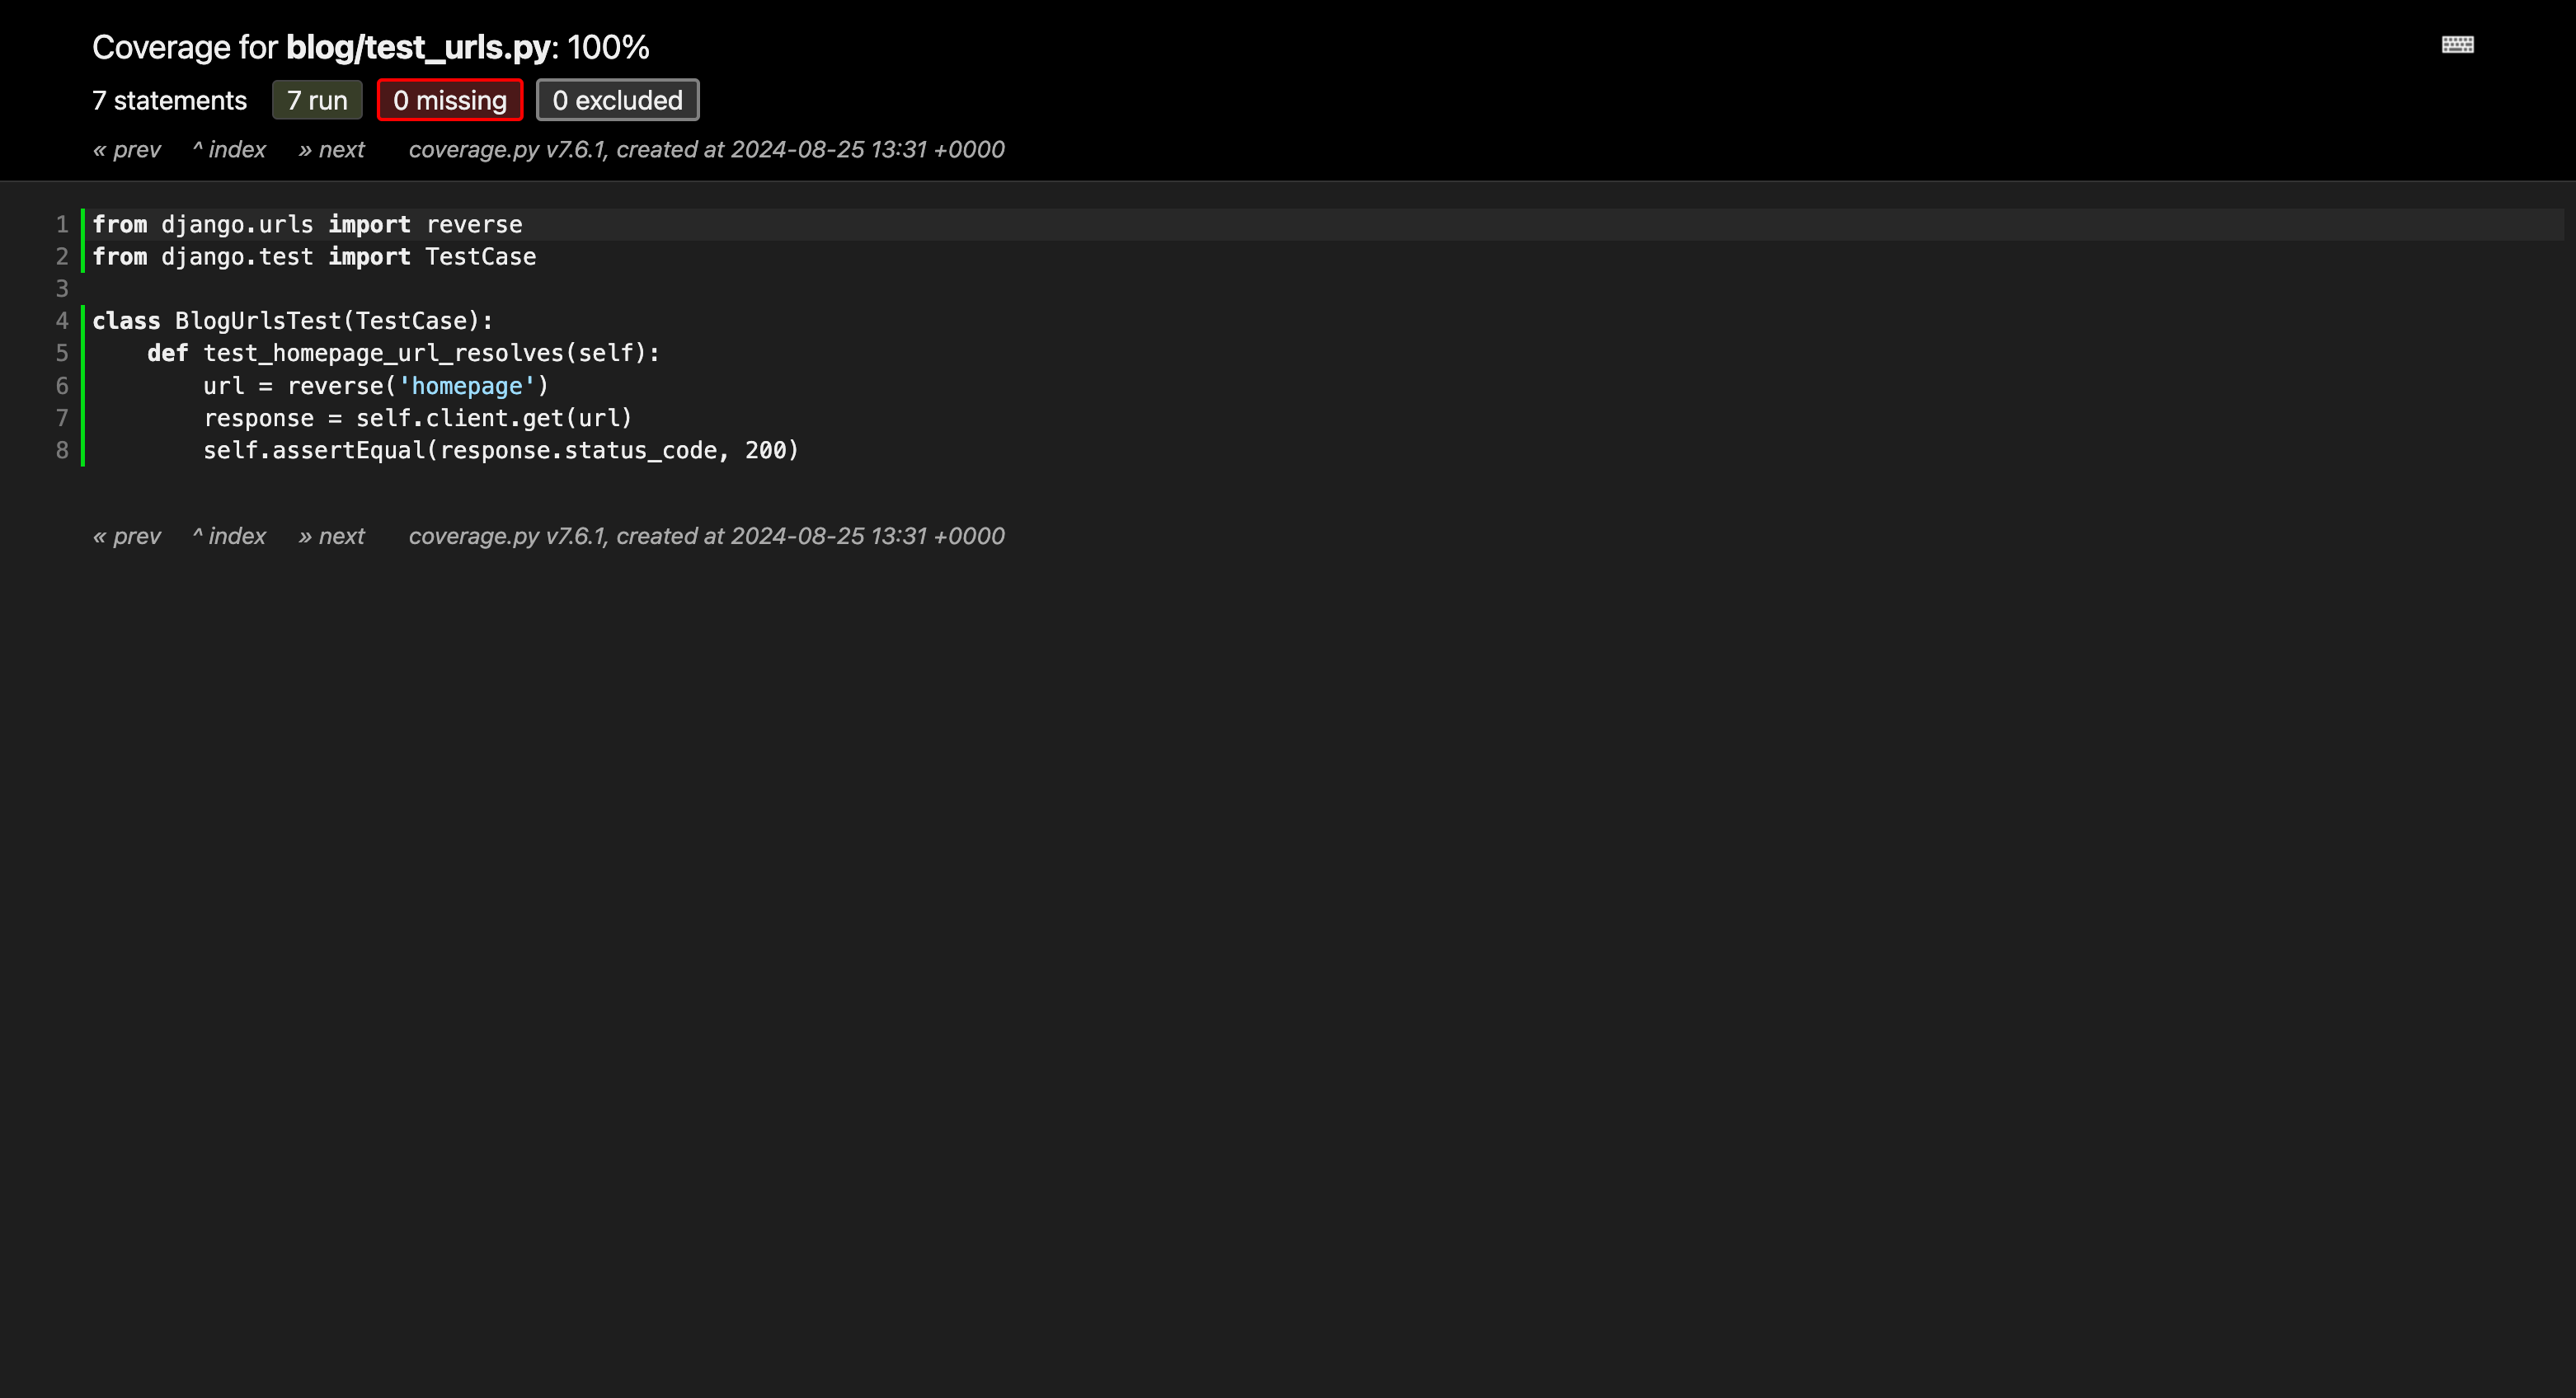 Coverage for blog/test_urls.py: 100%
7 statements 7 run 0 missing 0 excluded
« prev ^ index » next coverage.py v7.6.1, created at 2024-08-25 13:31 +0000
1 from django.urls import reverse
2 from django.test import TestCase
3
4 class BlogUrlsTest(TestCase):
5     def test_homepage_url_resolves(self):
6         url = reverse('homepage')
7         response = self.client.get(url)
8         self.assertEqual(response.status_code, 200)
« prev ^ index » next coverage.py v7.6.1, created at 2024-08-25 13:31 +0000